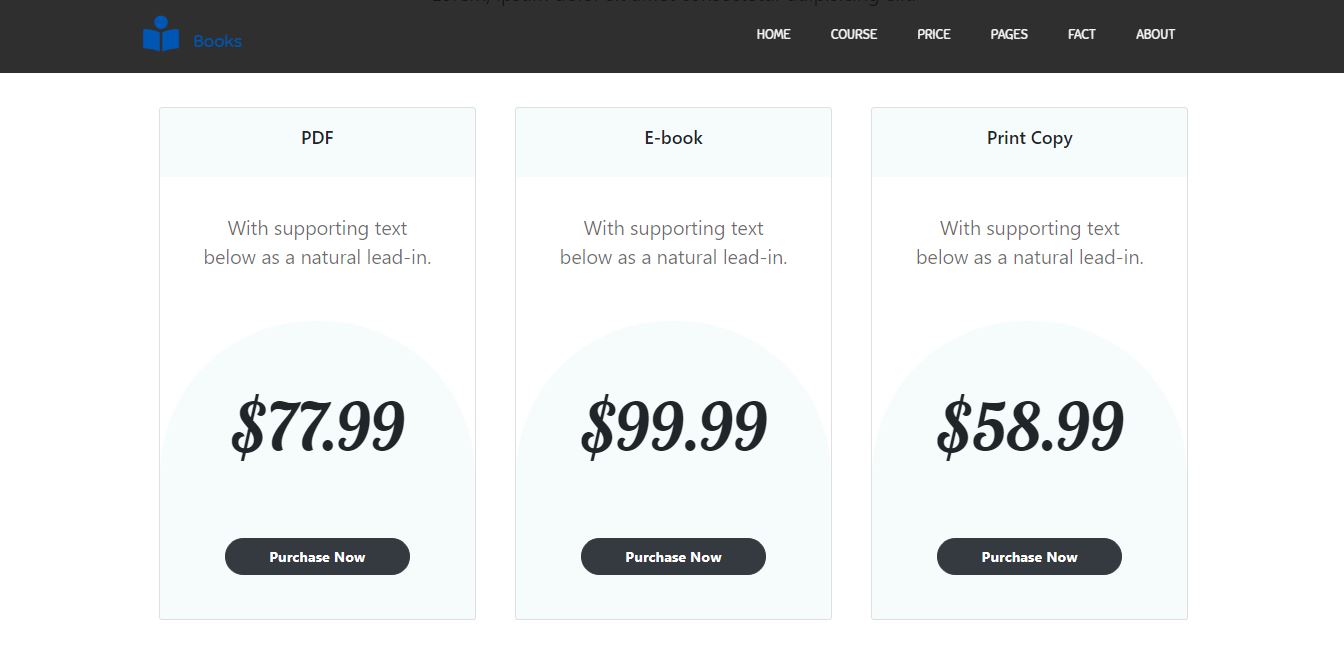 Books
HOME
COURSE
PRICE
PAGES
FACT
ABOUT
PDF
With supporting text
below as a natural lead-in.
$77.99
Purchase Now
E-book
With supporting text
below as a natural lead-in.
$99.99
Purchase Now
Print Copy
With supporting text
below as a natural lead-in.
$58.99
Purchase Now